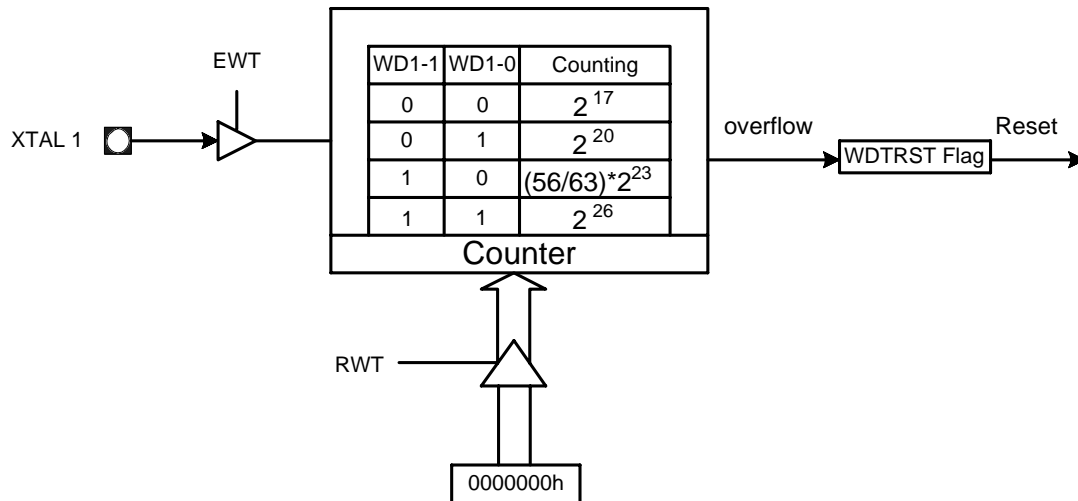 EWT
XTAL 1
WD1-1 WD1-0 Counting
0 0 2^17
0 1 2^20
1 0 (56/63)*2^23
1 1 2^26
Counter
overflow
WDTRST Flag
Reset
RWT
0000000h